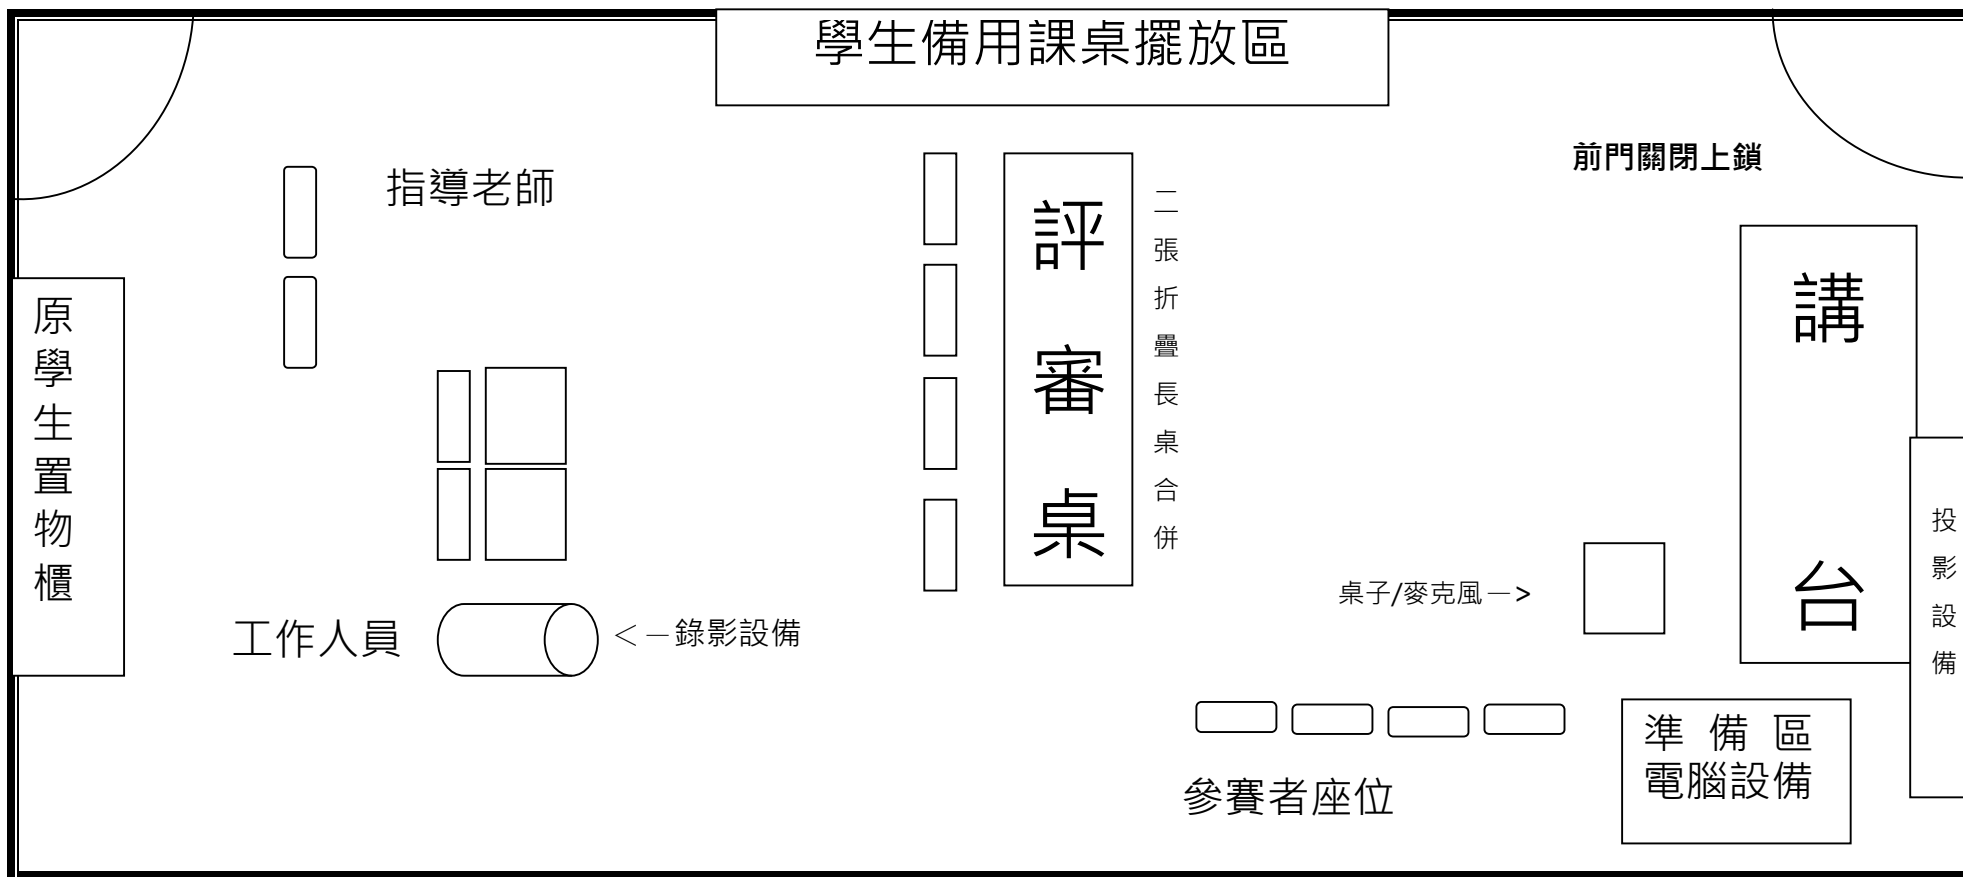 學生備用課桌擺放區
前門關閉上鎖
指導老師
評審桌
二張折疊長桌合併
講台
原學生置物櫃
投影設備
桌子/麥克風－>
工作人員
＜－錄影設備
準備區
電腦設備
參賽者座位